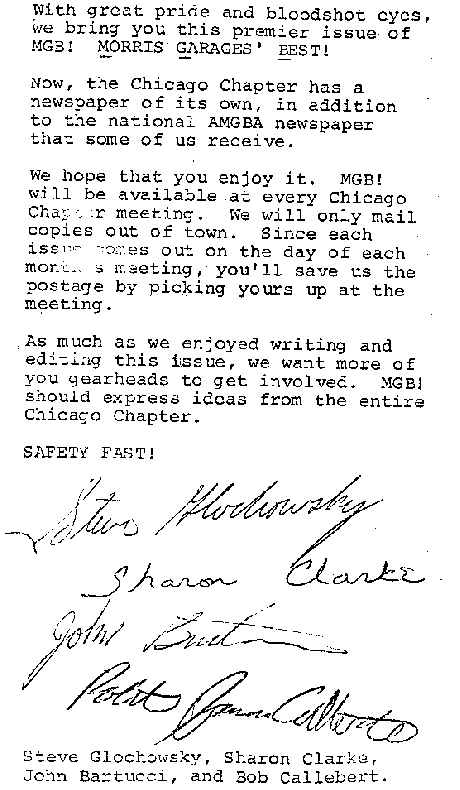 With great pride and bloodshot eyes,
we bring you this premier issue of
MGB! MORRIS GARAGES' BEST!
Now, the Chicago Chapter has a
newspaper of its own, in addition
to the national AMGBA newspaper
that some of us receive.
We hope that you enjoy it. MGB!
will be available at every Chicago
Chapter meeting. We will only mail
copies out of town. Since each
issue comes out on the day of each
month's meeting, you'll save us the
postage by picking yours up at the
meeting.
As much as we enjoyed writing and
editing this issue, we want more of
you gearheads to get involved. MGB!
should express ideas from the entire
Chicago Chapter.
SAFETY FAST!
Steve Glochowsky
Sharon Clarke
John
Callebert
Steve Glochowsky, Sharon Clarke,
John Bartucci, and Bob Callebert.